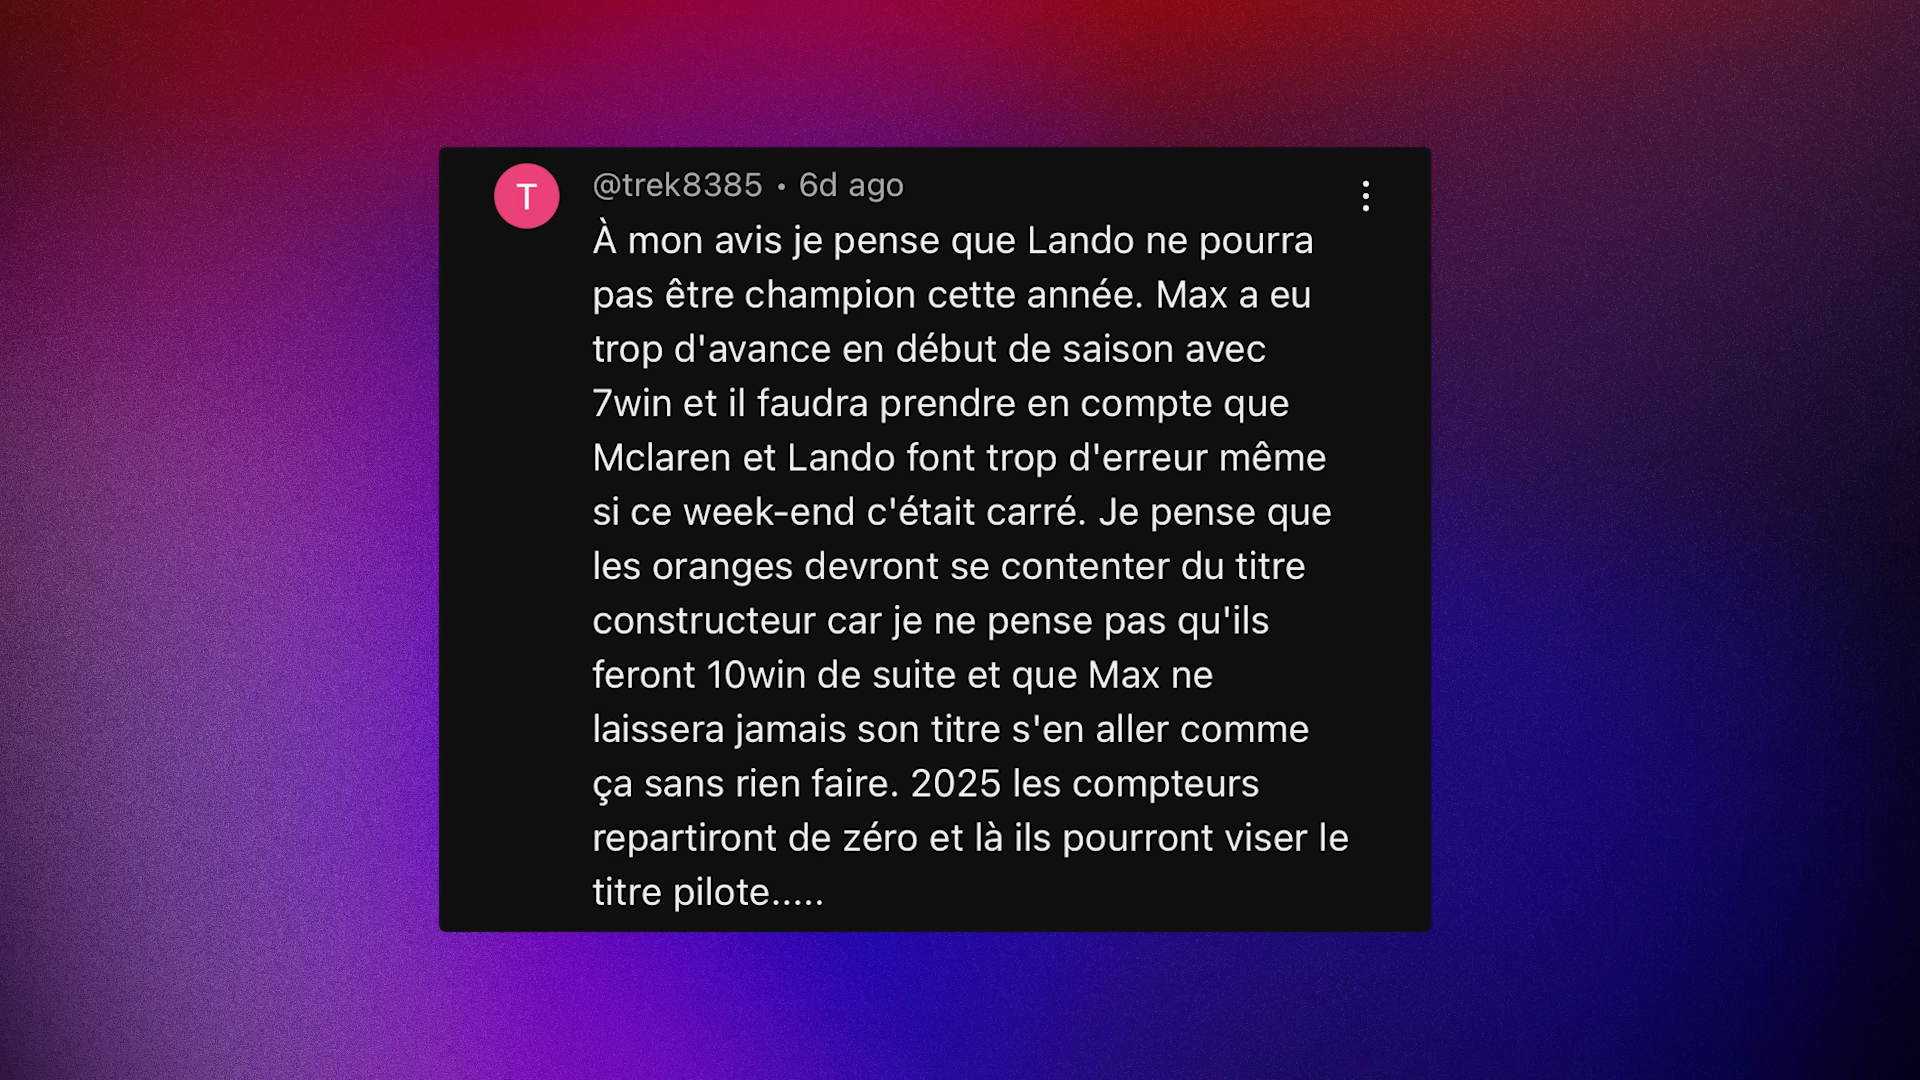 T
@trek8385 • 6d ago
À mon avis je pense que Lando ne pourra
pas être champion cette année. Max a eu
trop d'avance en début de saison avec
7win et il faudra prendre en compte que
Mclaren et Lando font trop d'erreur même
si ce week-end c'était carré. Je pense que
les oranges devront se contenter du titre
constructeur car je ne pense pas qu'ils
feront 10win de suite et que Max ne
laissera jamais son titre s'en aller comme
ça sans rien faire. 2025 les compteurs
repartiront de zéro et là ils pourront viser le
titre pilote.....